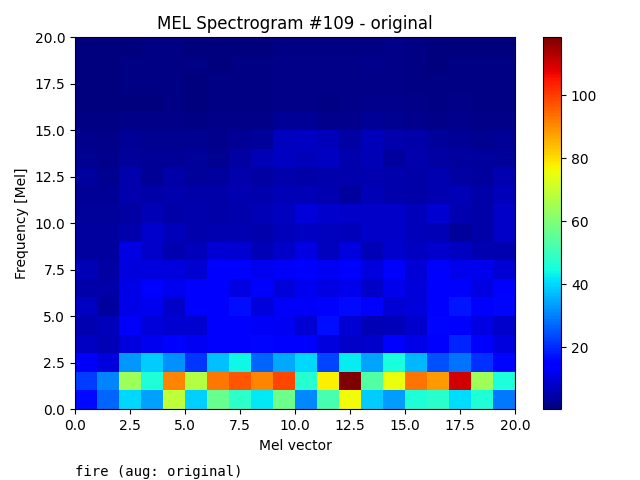 MEL Spectrogram #109 - original
20.0
17.5
15.0
12.5
10.0
7.5
5.0
2.5
0.0
Frequency [Mel]
0.0 2.5 5.0 7.5 10.0 12.5 15.0 17.5 20.0
Mel vector
100
80
60
40
20
fire (aug: original)